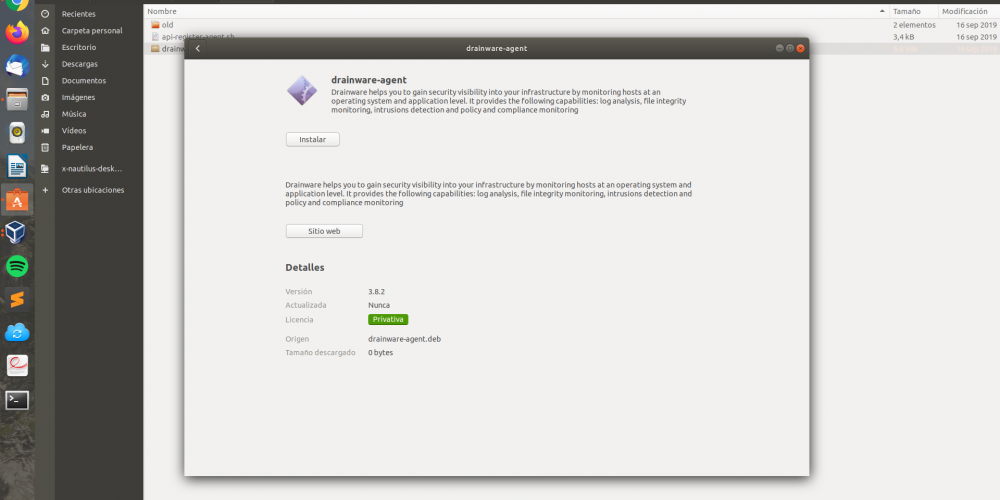 Recientes
Carpeta personal
Escritorio
Descargas
Documentos
Imágenes
Música
Vídeos
Papelera
x-nautilus-desk…
Otras ubicaciones
Nombre
Tamaño
Modificación
old
2 elementos
16 sep 2019
api-register-agent.sh
3,4 kB
16 sep 2019
drainw
16 sep 2019
drainware-agent
drainware-agent
Drainware helps you to gain security visibility into your infrastructure by monitoring hosts at an
operating system and application level. It provides the following capabilities: log analysis, file integrity
monitoring, intrusions detection and policy and compliance monitoring
Instalar
Drainware helps you to gain security visibility into your infrastructure by monitoring hosts at an operating system and
application level. It provides the following capabilities: log analysis, file integrity monitoring, intrusions detection and
policy and compliance monitoring
Sitio web
Detalles
Versión
3.8.2
Actualizada
Nunca
Licencia
Privativa
Origen
drainware-agent.deb
Tamaño descargado
0 bytes